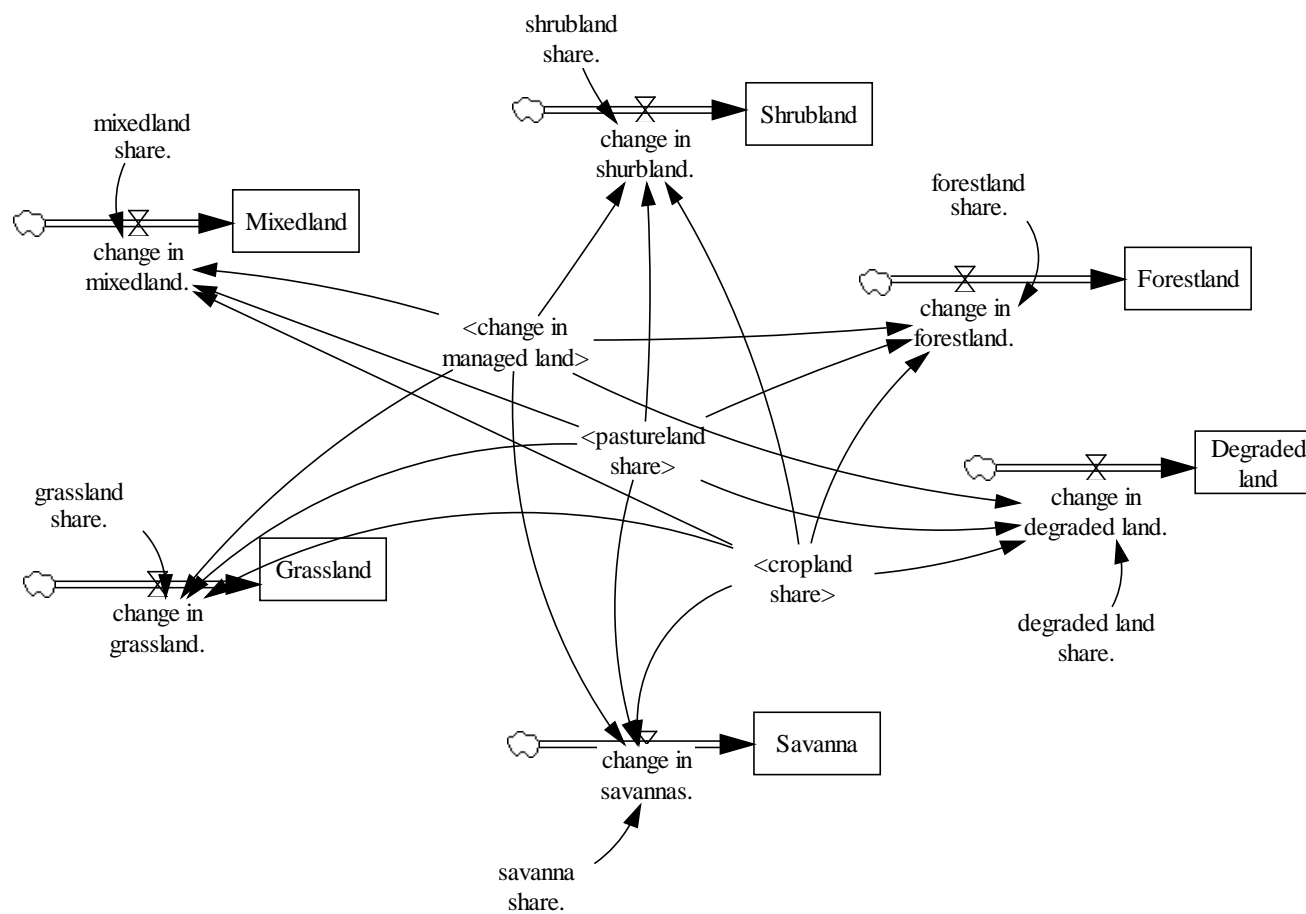 shrubland
share.
Shrubland
change in
shurbland.
mixedland
share.
Mixedland
change in
mixedland.
forestland
share.
Forestland
change in
forestland.
<change in
managed land>
<pastureland
share>
Degraded
land
change in
degraded land.
grassland
share.
Grassland
change in
grassland.
<cropland
share>
degraded land
share.
Savanna
change in
savannas.
savanna
share.